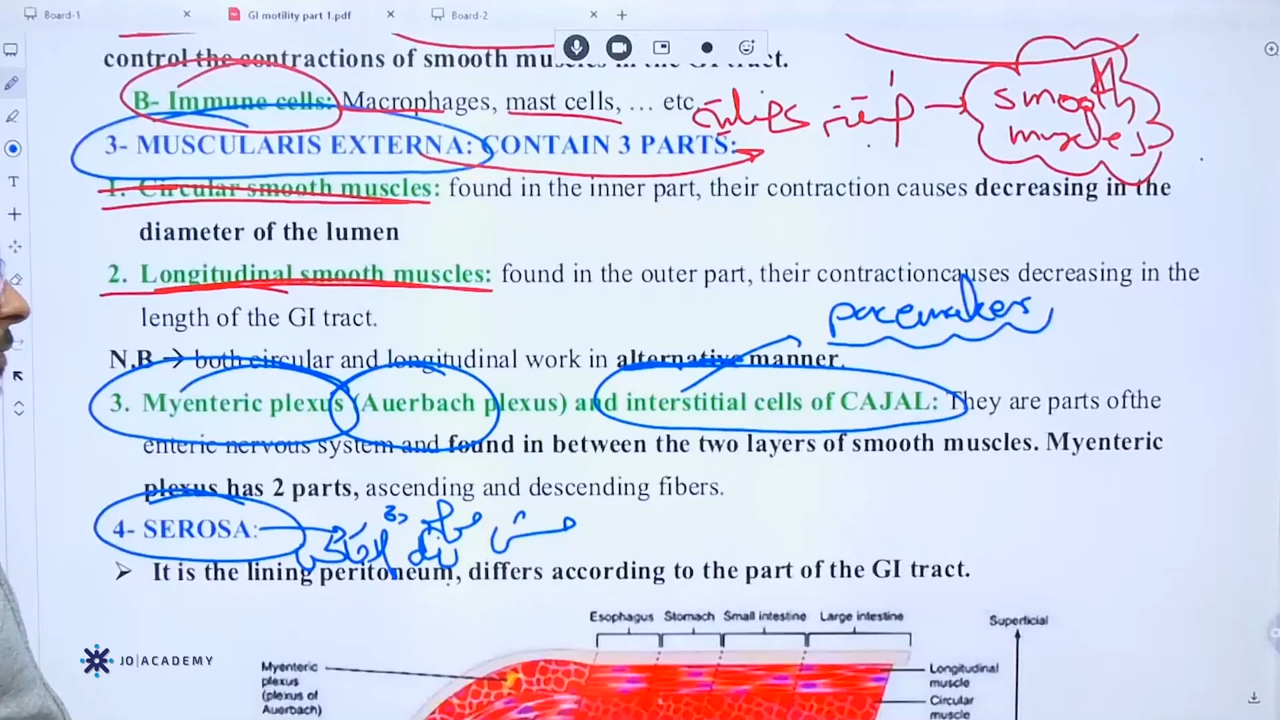 Board-1
GI motility part 1.pdf
Board-2
control the contractions of smooth muscles in the GI tract.
B- Immune cells: Macrophages, mast cells, … etc
smooth
muscles
3- MUSCULARIS EXTERNA: CONTAIN 3 PARTS:
1. Circular smooth muscles: found in the inner part, their contraction causes decreasing in the
diameter of the lumen
2. Longitudinal smooth muscles: found in the outer part, their contractioncauses decreasing in the
length of the GI tract.
pacemakers
N.B → both circular and longitudinal work in alternative manner.
3. Myenteric plexus (Auerbach plexus) and interstitial cells of CAJAL: They are parts ofthe
enteric nervous system and found in between the two layers of smooth muscles. Myenteric
plexus has 2 parts, ascending and descending fibers.
4- SEROSA:
➢ It is the lining peritoneum, differs according to the part of the GI tract.
Esophagus Stomach Small intestine Large intestine
Superficial
JO|ACADEMY
Myenteric
plexus
(plexus of
Auerbach)
Longitudinal
muscle
Circular
muscle